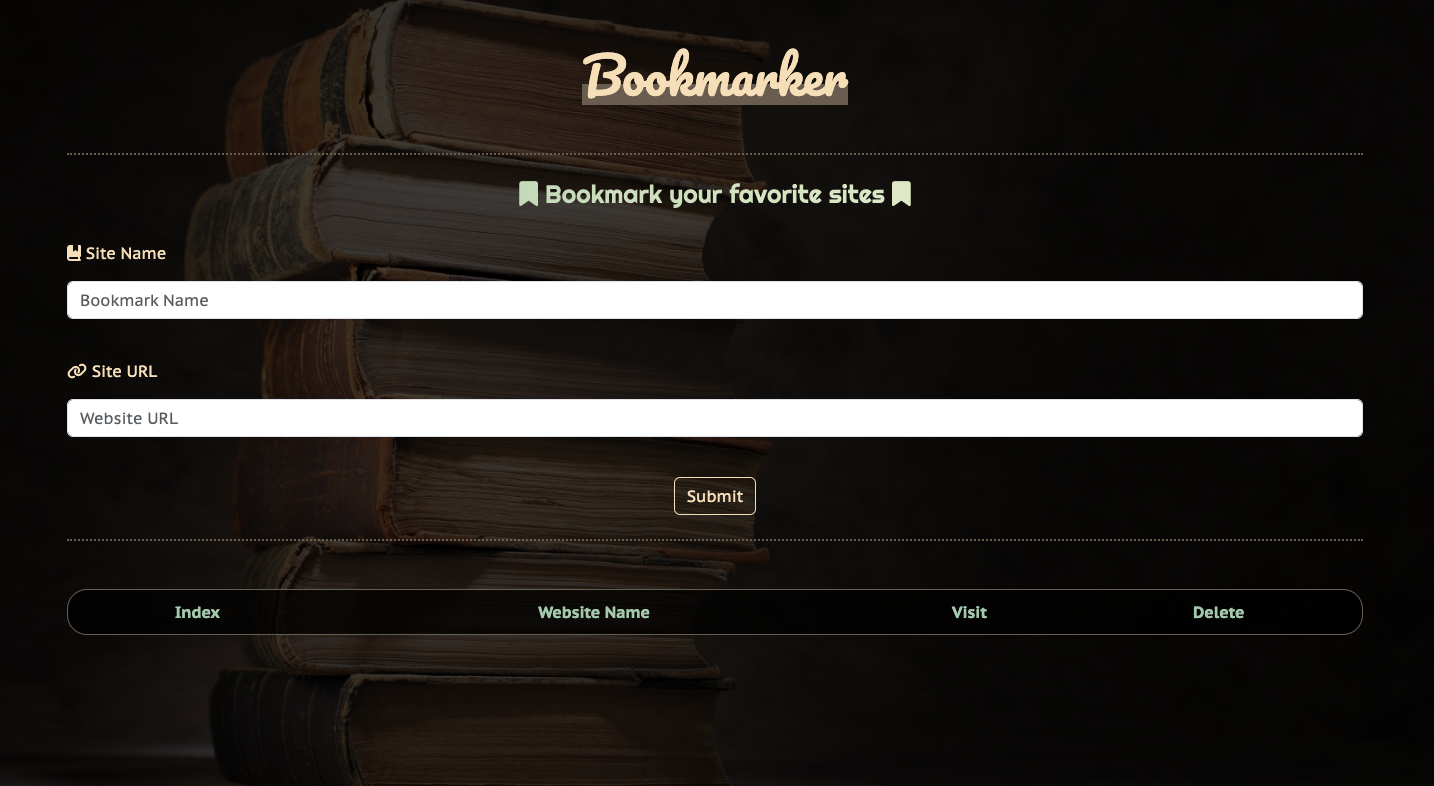 Bookmarker
Bookmark your favorite sites
Site Name
Bookmark Name
Site URL
Website URL
Submit
Index Website Name Visit Delete